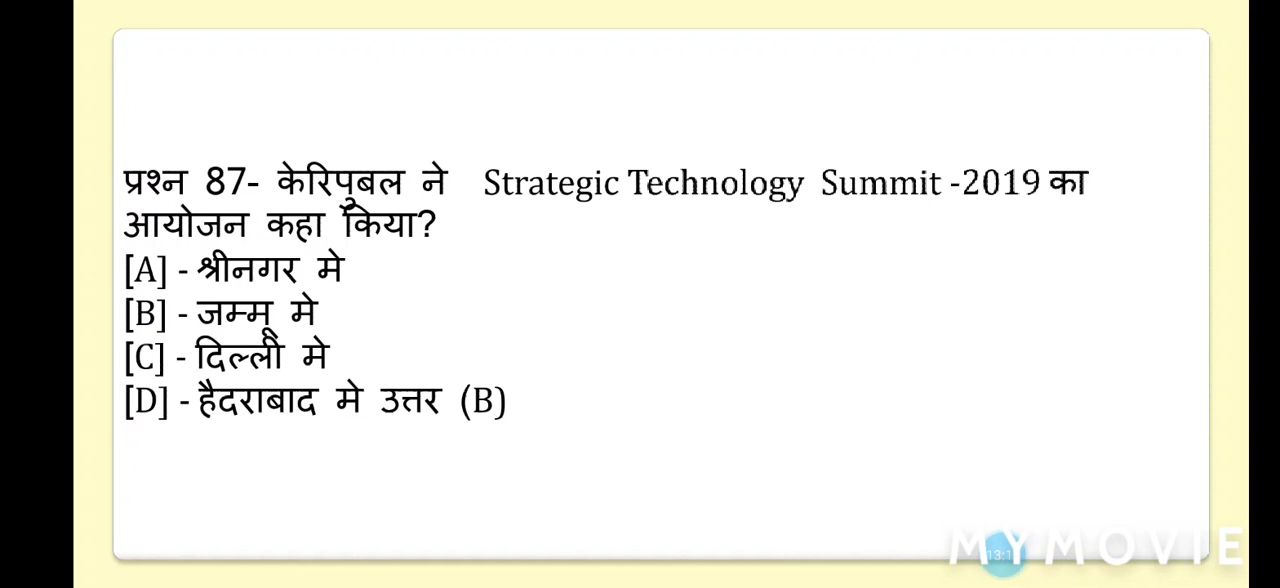 प्रश्न 87- केरिपुबल ने Strategic Technology Summit -2019 का
आयोजन कहा किया?
[A] - श्रीनगर मे
[B] - जम्मू मे
[C] - दिल्ली मे
[D] - हैदराबाद मे उत्तर (B)
MYMOVIE